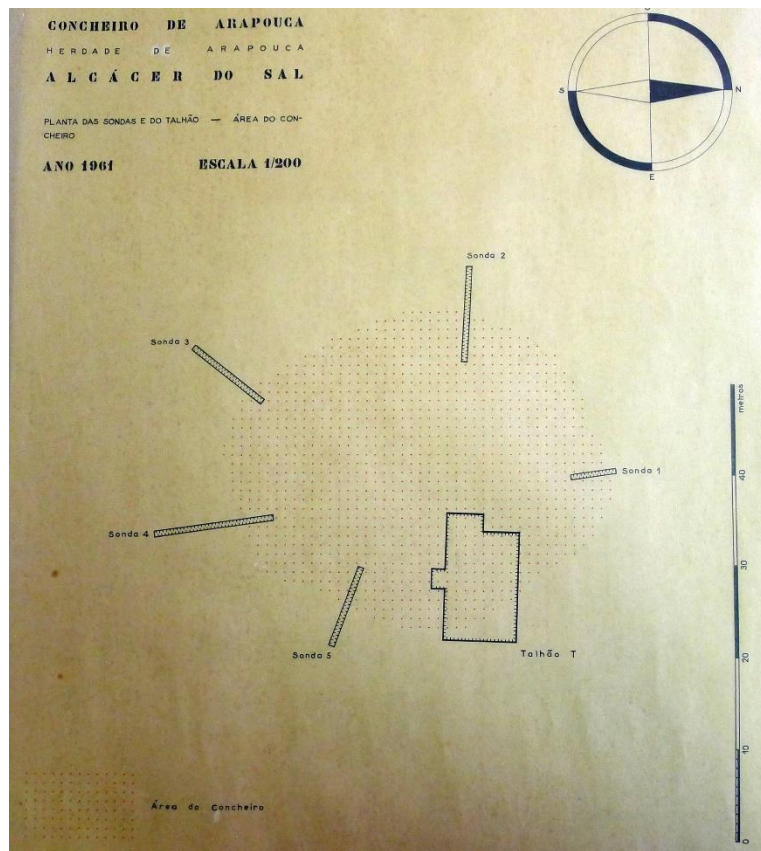 CONCHEIRO DE ARAPOUCA
HERDADE DE ARAPOUCA
ALCÁCER DO SAL
PLANTA DAS SONDAS E DO TALHÃO — ÁREA DO CON-
CHEIRO
ANO 1961 ESCALA 1/200
S
N
E
Sonda 2
Sonda 3
Sonda 1
Sonda 4
Sonda 5
Talhão T
metros
40
30
20
10
0
Área do Concheiro